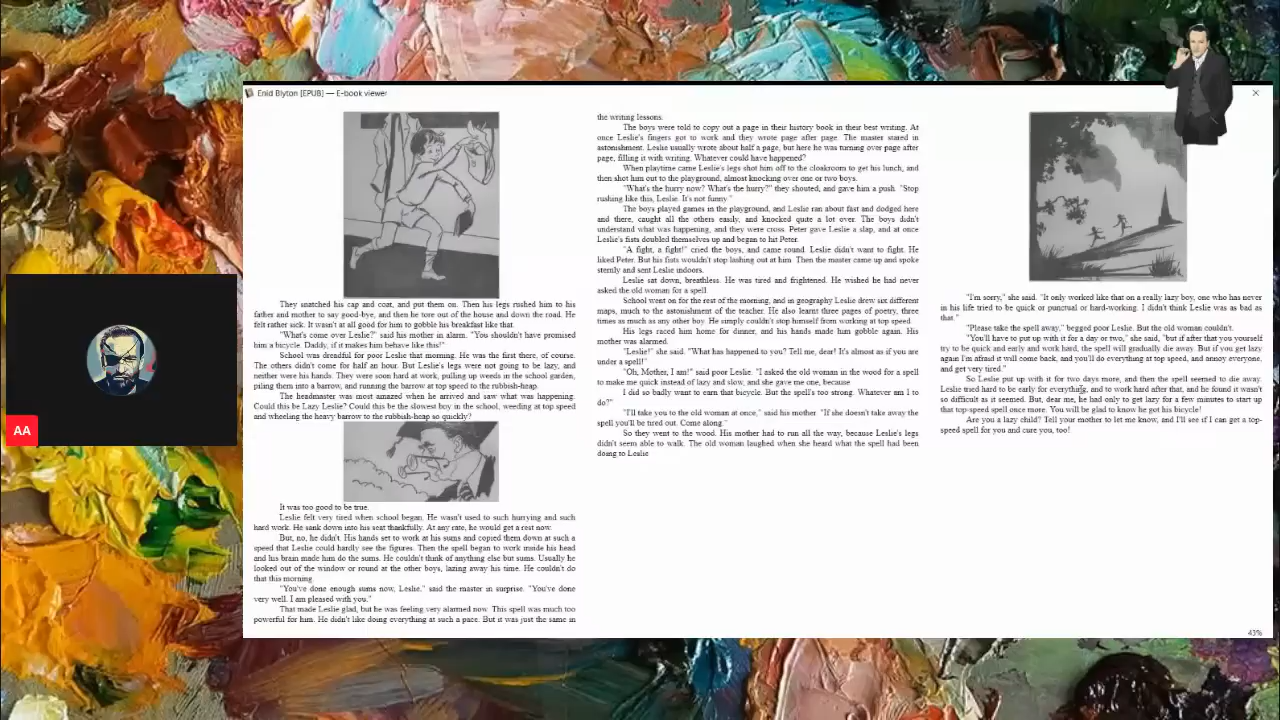 Enid Blyton [EPUB] — E-book viewer
They snatched his cap and coat, and put them on. Then his legs rushed him to his
father and mother to say good-bye, and then he tore out of the house and down the road. He
felt rather sick. It wasn't at all good for him to gobble his breakfast like that.
"What's come over Leslie?" said his mother in alarm. "You shouldn't have promised
him a bicycle. Daddy, if it makes him behave like this!"
School was dreadful for poor Leslie that morning. He was the first there, of course.
The others didn't come for half an hour. But Leslie's legs were not going to be lazy, and
neither were his hands. They were soon hard at work, pulling up weeds in the school garden,
piling them into a barrow, and running the barrow at top speed to the rubbish-heap.
The headmaster was most amazed when he arrived and saw what was happening.
Could this be Lazy Leslie? Could this be the slowest boy in the school, weeding at top speed
and wheeling the heavy barrow to the rubbish-heap so quickly?
It was too good to be true.
Leslie felt very tired when school began. He wasn't used to such hurrying and such
hard work. He sank down into his seat thankfully. At any rate, he would get a rest now.
But, no, he didn't. His hands set to work at his sums and copied them down at such a
speed that Leslie could hardly see the figures. Then the spell began to work inside his head
and his brain made him do the sums. He couldn't think of anything else but sums. Usually he
looked out of the window or round at the other boys, lazing away his time. He couldn't do
that this morning.
"You've done enough sums now, Leslie," said the master in surprise. "You've done
very well. I am pleased with you."
That made Leslie glad, but he was feeling very alarmed now. This spell was much too
powerful for him. He didn't like doing everything at such a pace. But it was just the same in
the writing lessons.
The boys were told to copy out a page in their history book in their best writing. At
once Leslie's fingers got to work and they wrote page after page. The master stared in
astonishment. Leslie usually wrote about half a page, but here he was turning over page after
page, filling it with writing. Whatever could have happened?
When playtime came Leslie's legs shot him off to the cloakroom to get his lunch, and
then shot him out to the playground, almost knocking over one or two boys.
"What's the hurry now? What's the hurry?" they shouted, and gave him a push. "Stop
rushing like this, Leslie. It's not funny."
The boys played games in the playground, and Leslie ran about fast and dodged here
and there, caught all the others easily, and knocked quite a lot over. The boys didn't
understand what was happening, and they were cross. Peter gave Leslie a slap, and at once
Leslie's fists doubled themselves up and began to hit Peter.
"A fight, a fight!" cried the boys, and came round. Leslie didn't want to fight. He
liked Peter. But his fists wouldn't stop lashing out at him. Then the master came up and spoke
sternly and sent Leslie indoors.
Leslie sat down, breathless. He was tired and frightened. He wished he had never
asked the old woman for a spell.
School went on for the rest of the morning, and in geography Leslie drew six different
maps, much to the astonishment of the teacher. He also learnt three pages of poetry, three
times as much as any other boy. He simply couldn't stop himself from working at top speed.
His legs raced him home for dinner, and his hands made him gobble again. His
mother was alarmed.
"Leslie!" she said. "What has happened to you? Tell me, dear! It's almost as if you are
under a spell!"
"Oh, Mother, I am!" said poor Leslie. "I asked the old woman in the wood for a spell
to make me quick instead of lazy and slow, and she gave me one, because
I did so badly want to earn that bicycle. But the spell's too strong. Whatever am I to
do?"
"I'll take you to the old woman at once," said his mother. "If she doesn't take away the
spell you'll be tired out. Come along."
So they went to the wood. His mother had to run all the way, because Leslie's legs
didn't seem able to walk. The old woman laughed when she heard what the spell had been
doing to Leslie
"I'm sorry," she said. "It only worked like that on a really lazy boy, one who has never
in his life tried to be quick or punctual or hard-working. I didn't think Leslie was as bad as
that."
"Please take the spell away," begged poor Leslie. But the old woman couldn't.
"You'll have to put up with it for a day or two," she said, "but if after that you yourself
try to be quick and early and work hard, the spell will gradually die away. But if you get lazy
again I'm afraid it will come back, and you'll do everything at top speed, and annoy everyone,
and get very tired."
So Leslie put up with it for two days more, and then the spell seemed to die away.
Leslie tried hard to be early for everything, and to work hard after that, and he found it wasn't
so difficult as it seemed. But, dear me, he had only to get lazy for a few minutes to start up
that top-speed spell once more. You will be glad to know he got his bicycle!
Are you a lazy child? Tell your mother to let me know, and I'll see if I can get a top-
speed spell for you and cure you, too!
43%
AA